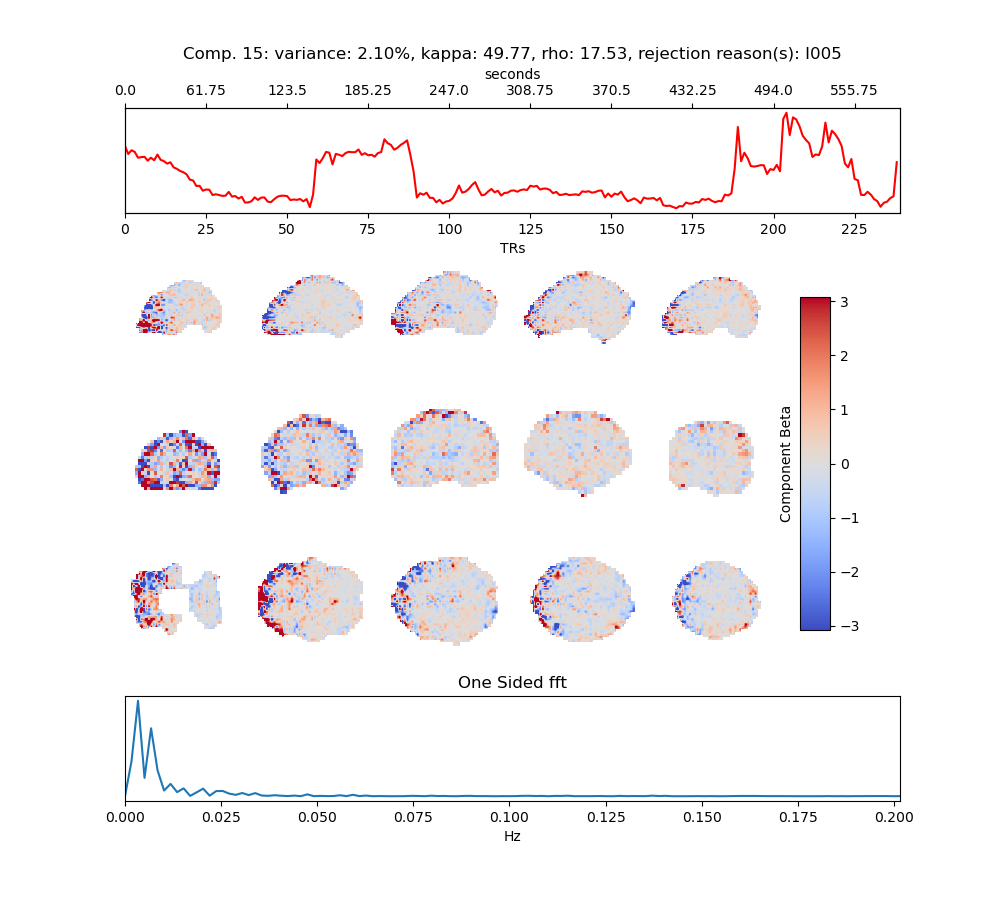 Comp. 15: variance: 2.10%, kappa: 49.77, rho: 17.53, rejection reason(s): I005
seconds
0.0 61.75 123.5 185.25 247.0 308.75 370.5 432.25 494.0 555.75
0 25 50 75 100 125 150 175 200 225
TRs
3
2
1
0
−1
−2
−3
Component Beta
One Sided fft
0.000 0.025 0.050 0.075 0.100 0.125 0.150 0.175 0.200
Hz